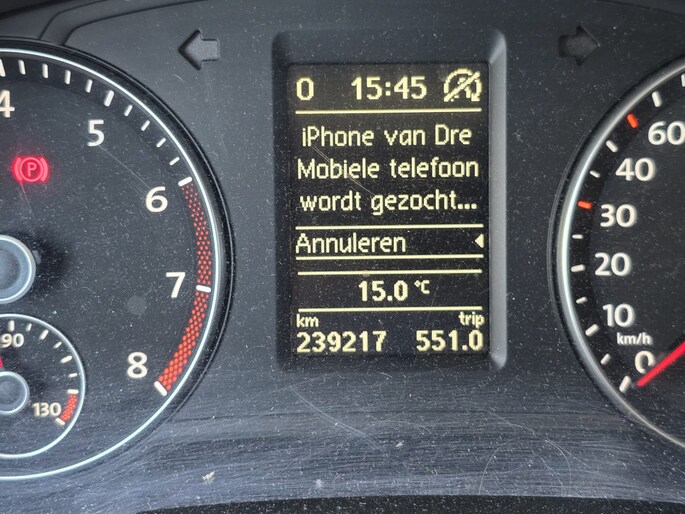 O 15:45
iPhone van Dre
Mobiele telefoon
wordt gezocht...
Annuleren
15.0 °C
km trip
239217 551.0
4
5
6
7
8
P
90
130
60
40
30
20
10
km/h
0